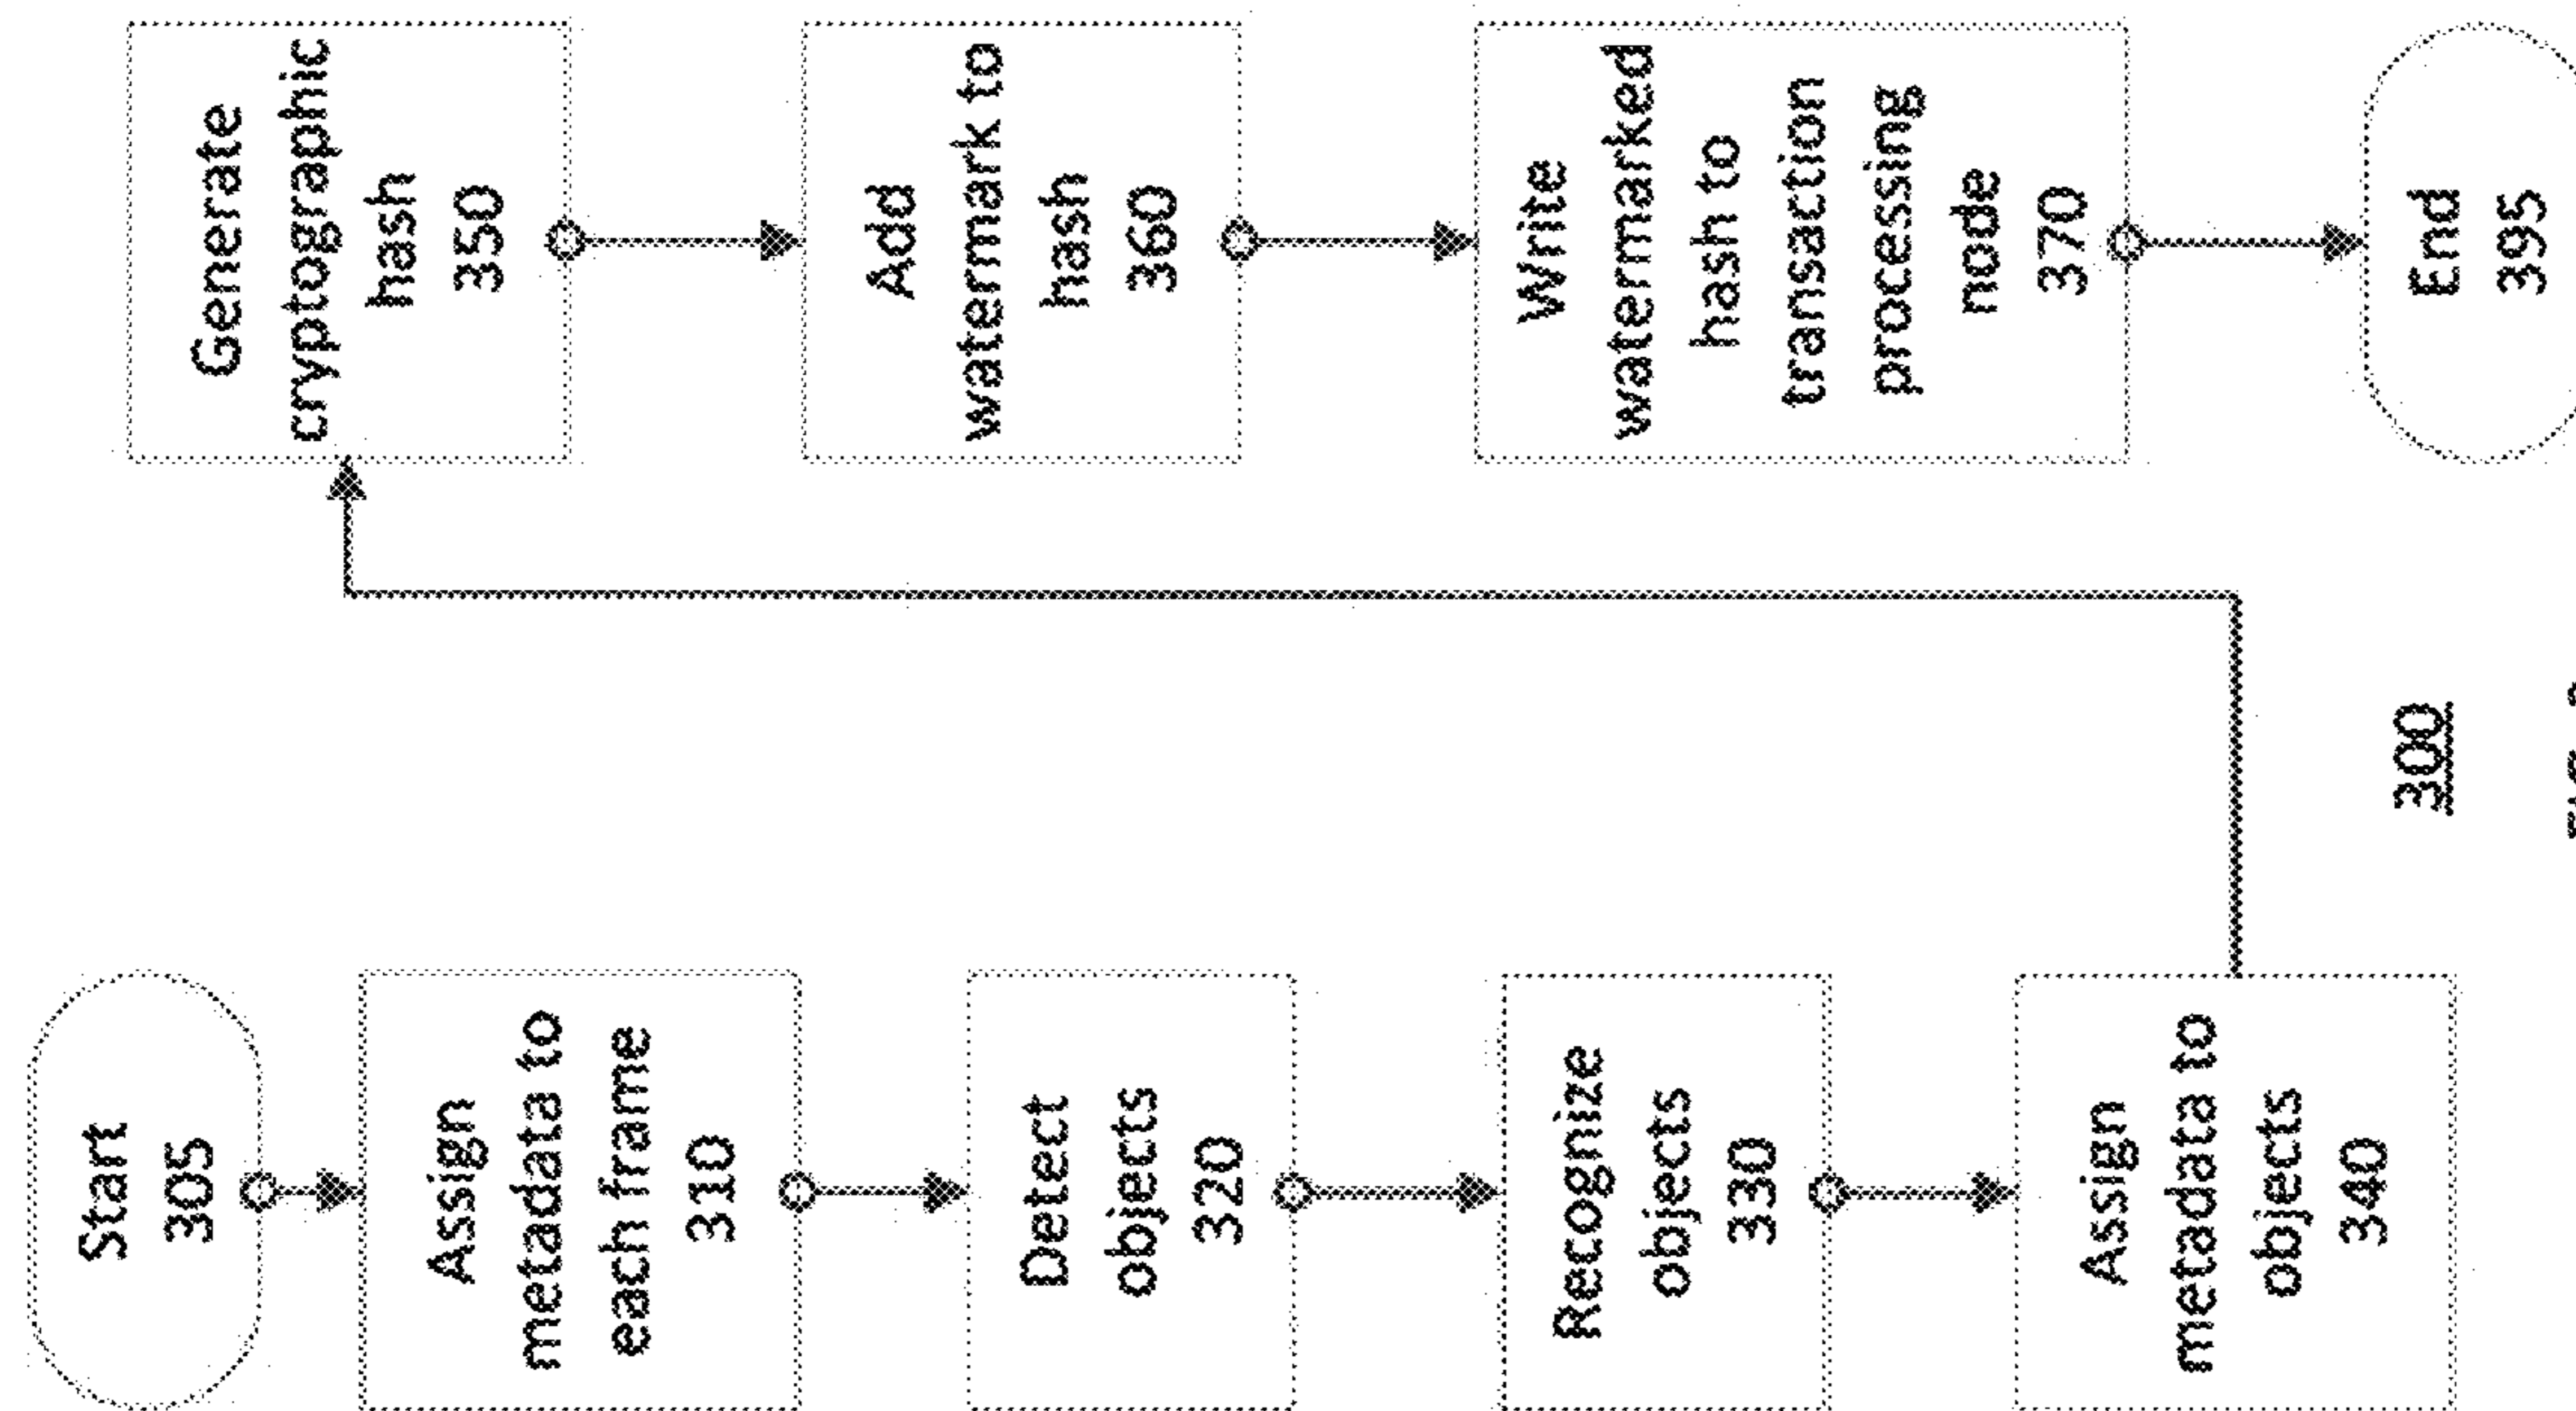 Start
305
Assign
metadata to
each frame
310
Detect
objects
320
Recognize
objects
330
Assign
metadata to
objects
340
Generate
cryptographic
hash
350
Add
watermark to
hash
360
Write
watermarked
hash to
transaction
processing
node
370
End
395
300